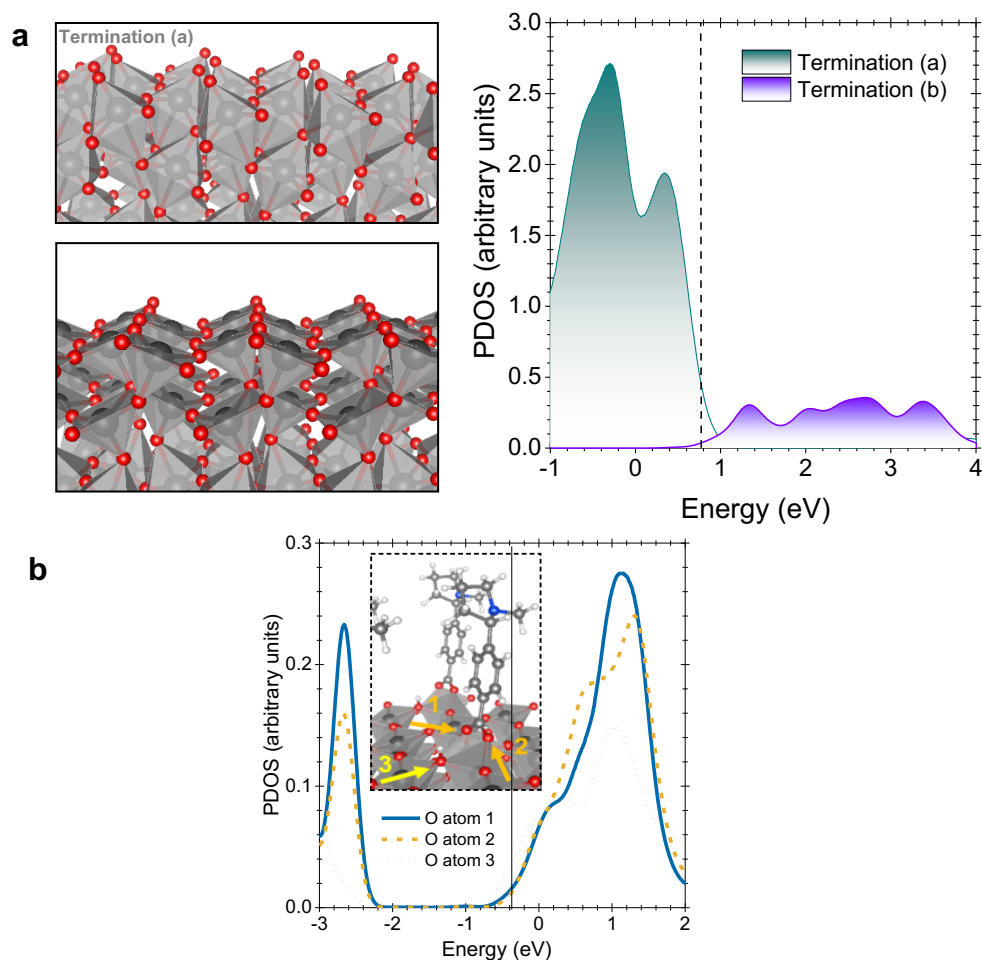 a
Termination (a)
PDOS (arbitrary units)
3.0
2.5
2.0
1.5
1.0
0.5
0.0
Termination (a)
Termination (b)
-1 0 1 2 3 4
Energy (eV)
b
PDOS (arbitrary units)
0.3
0.2
0.1
0.0
1
2
3
O atom 1
O atom 2
O atom 3
-3 -2 -1 0 1 2
Energy (eV)